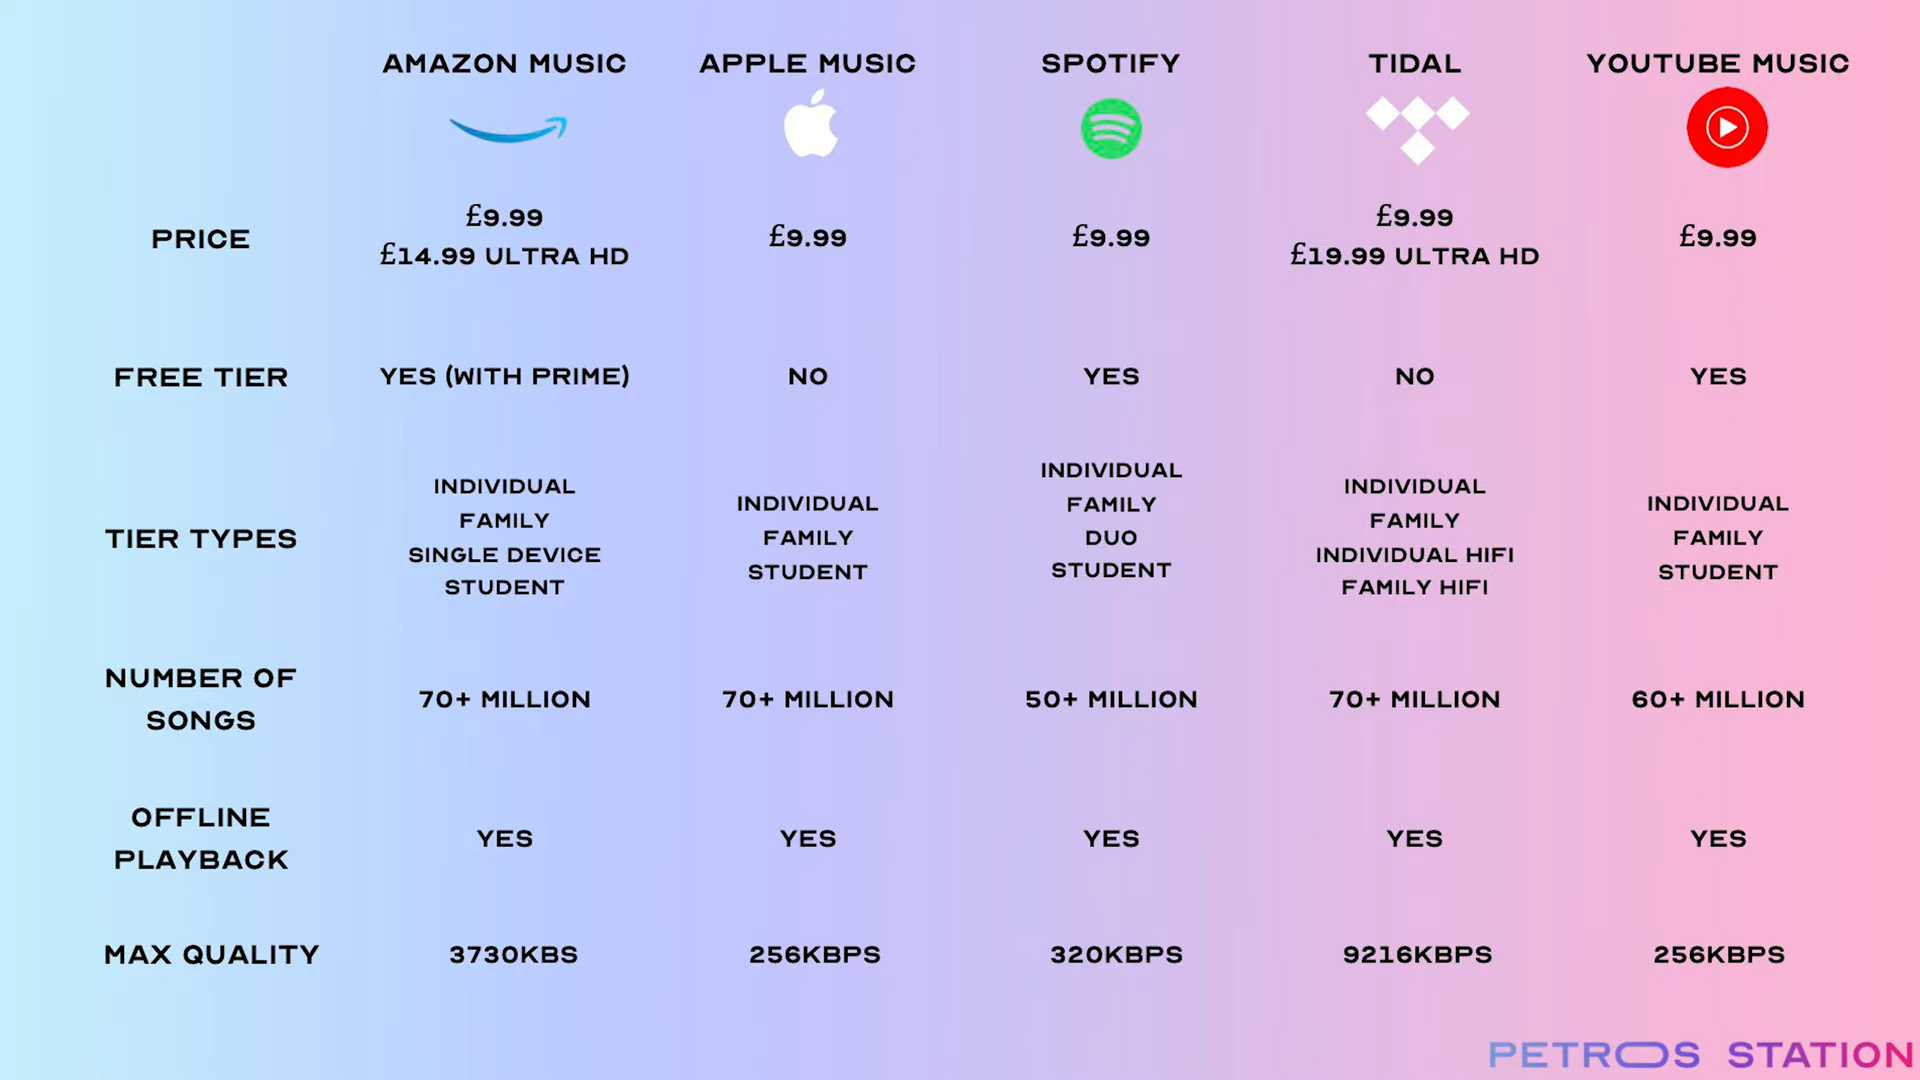 AMAZON MUSIC APPLE MUSIC SPOTIFY TIDAL YOUTUBE MUSIC
PRICE
£9.99
£14.99 ULTRA HD
£9.99
£9.99
£9.99
£19.99 ULTRA HD
£9.99
FREE TIER YES (WITH PRIME) NO YES NO YES
TIER TYPES
INDIVIDUAL
FAMILY
SINGLE DEVICE
STUDENT
INDIVIDUAL
FAMILY
STUDENT
INDIVIDUAL
FAMILY
DUO
STUDENT
INDIVIDUAL
FAMILY
INDIVIDUAL HIFI
FAMILY HIFI
INDIVIDUAL
FAMILY
STUDENT
NUMBER OF
SONGS
70+ MILLION 70+ MILLION 50+ MILLION 70+ MILLION 60+ MILLION
OFFLINE
PLAYBACK
YES YES YES YES YES
MAX QUALITY 3730KBS 256KBPS 320KBPS 9216KBPS 256KBPS
PETROS STATION